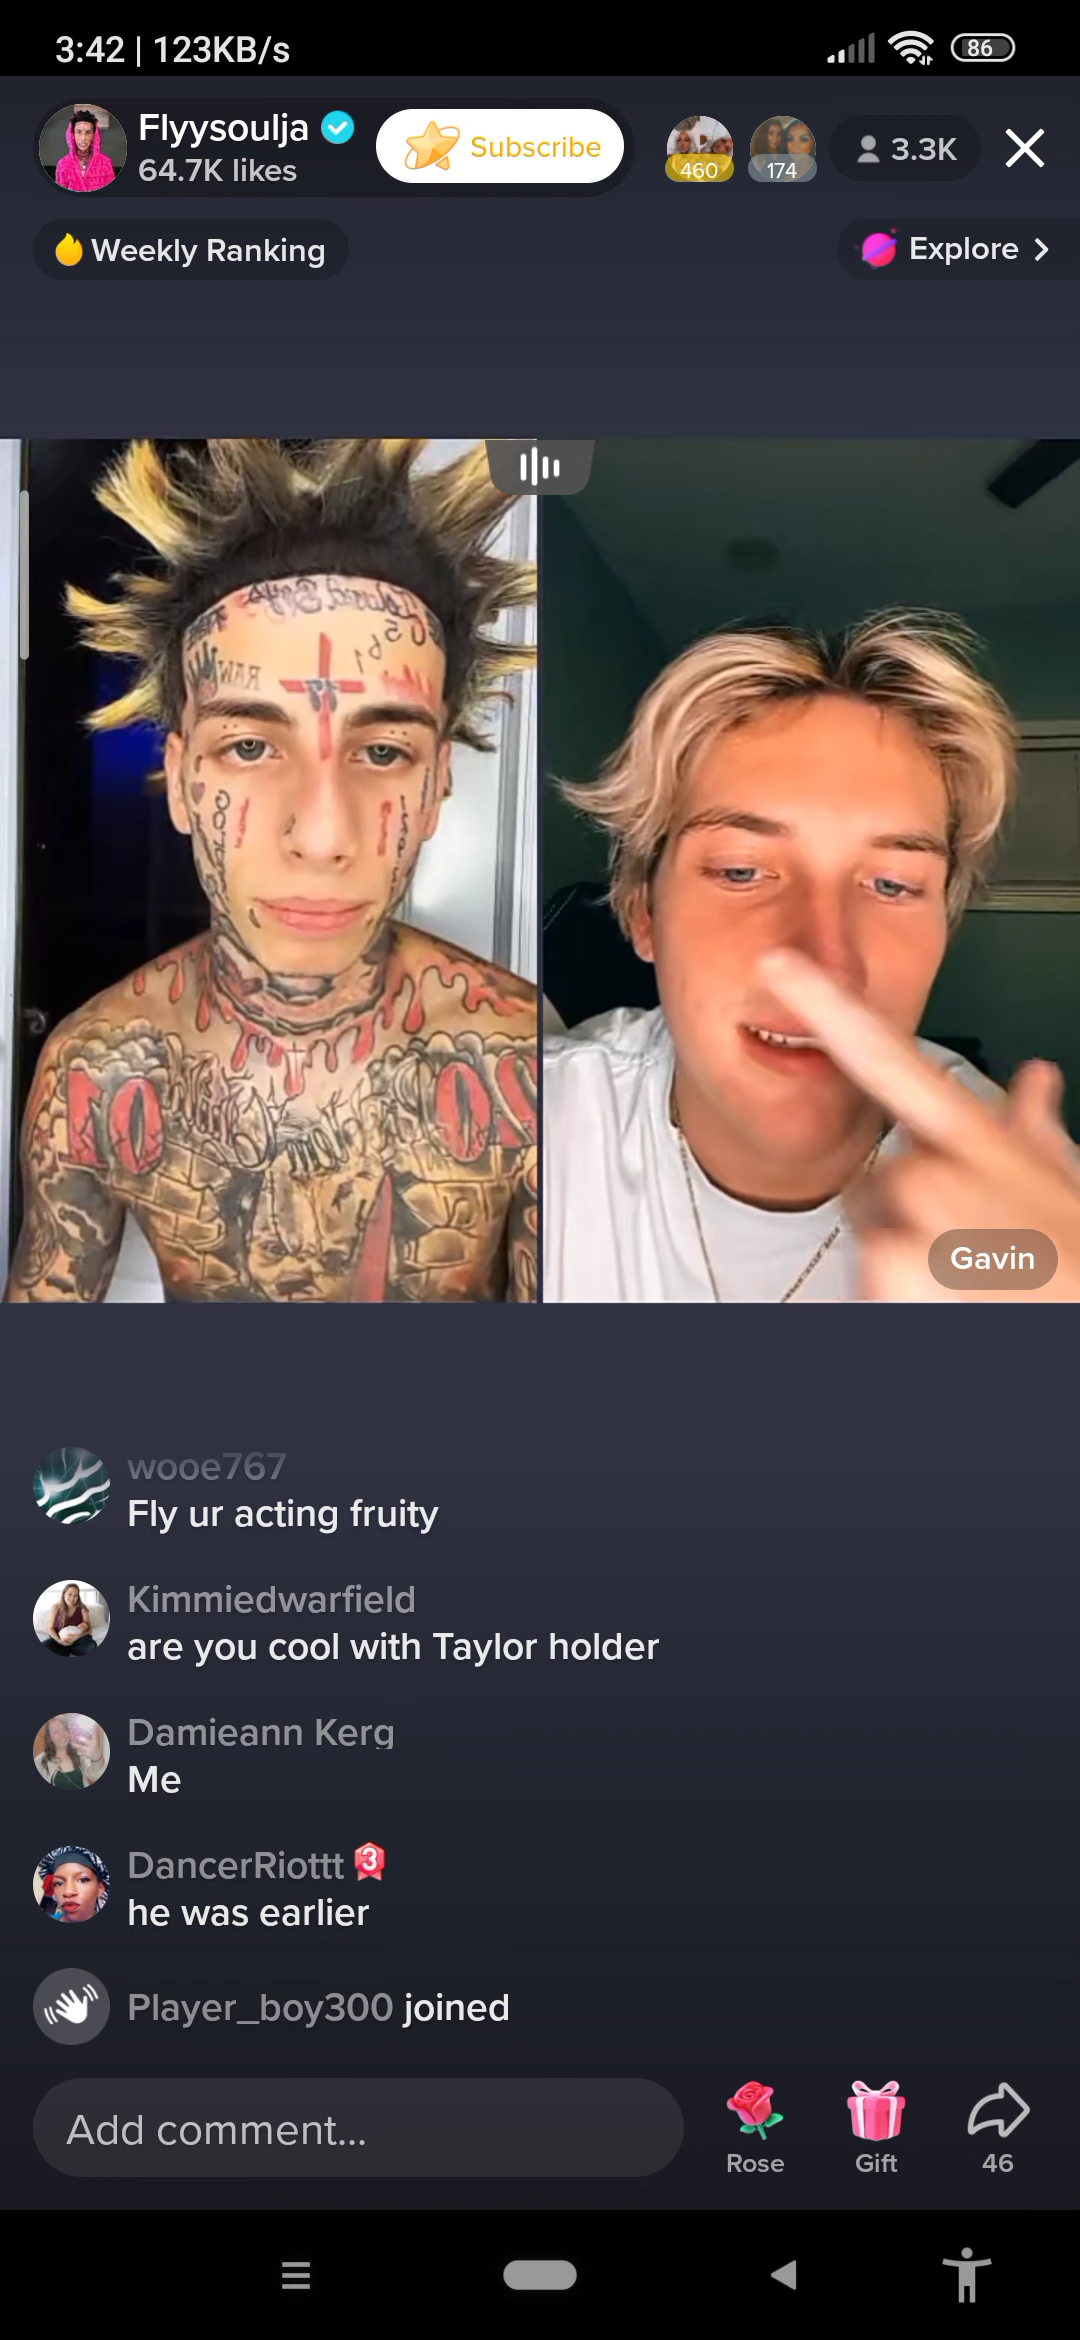 3:42 | 123KB/s
86
Flyysoulja
64.7K likes
Subscribe
460
174
3.3K
Weekly Ranking
Explore
RAW
Gavin
wooe767
Fly ur acting fruity
Kimmiedwarfield
are you cool with Taylor holder
Damieann Kerg
Me
DancerRiottt 3
he was earlier
Player_boy300 joined
Add comment...
Rose
Gift
46